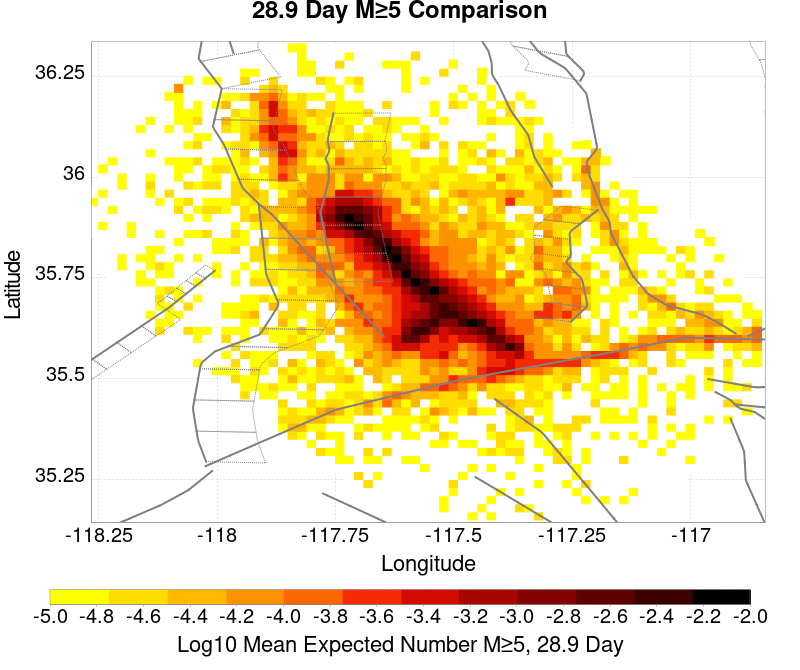 28.9 Day M≥5 Comparison
36.25
36
35.75
35.5
35.25
Latitude
-118.25 -118 -117.75 -117.5 -117.25 -117
Longitude
-5.0 -4.8 -4.6 -4.4 -4.2 -4.0 -3.8 -3.6 -3.4 -3.2 -3.0 -2.8 -2.6 -2.4 -2.2 -2.0
Log10 Mean Expected Number M≥5, 28.9 Day